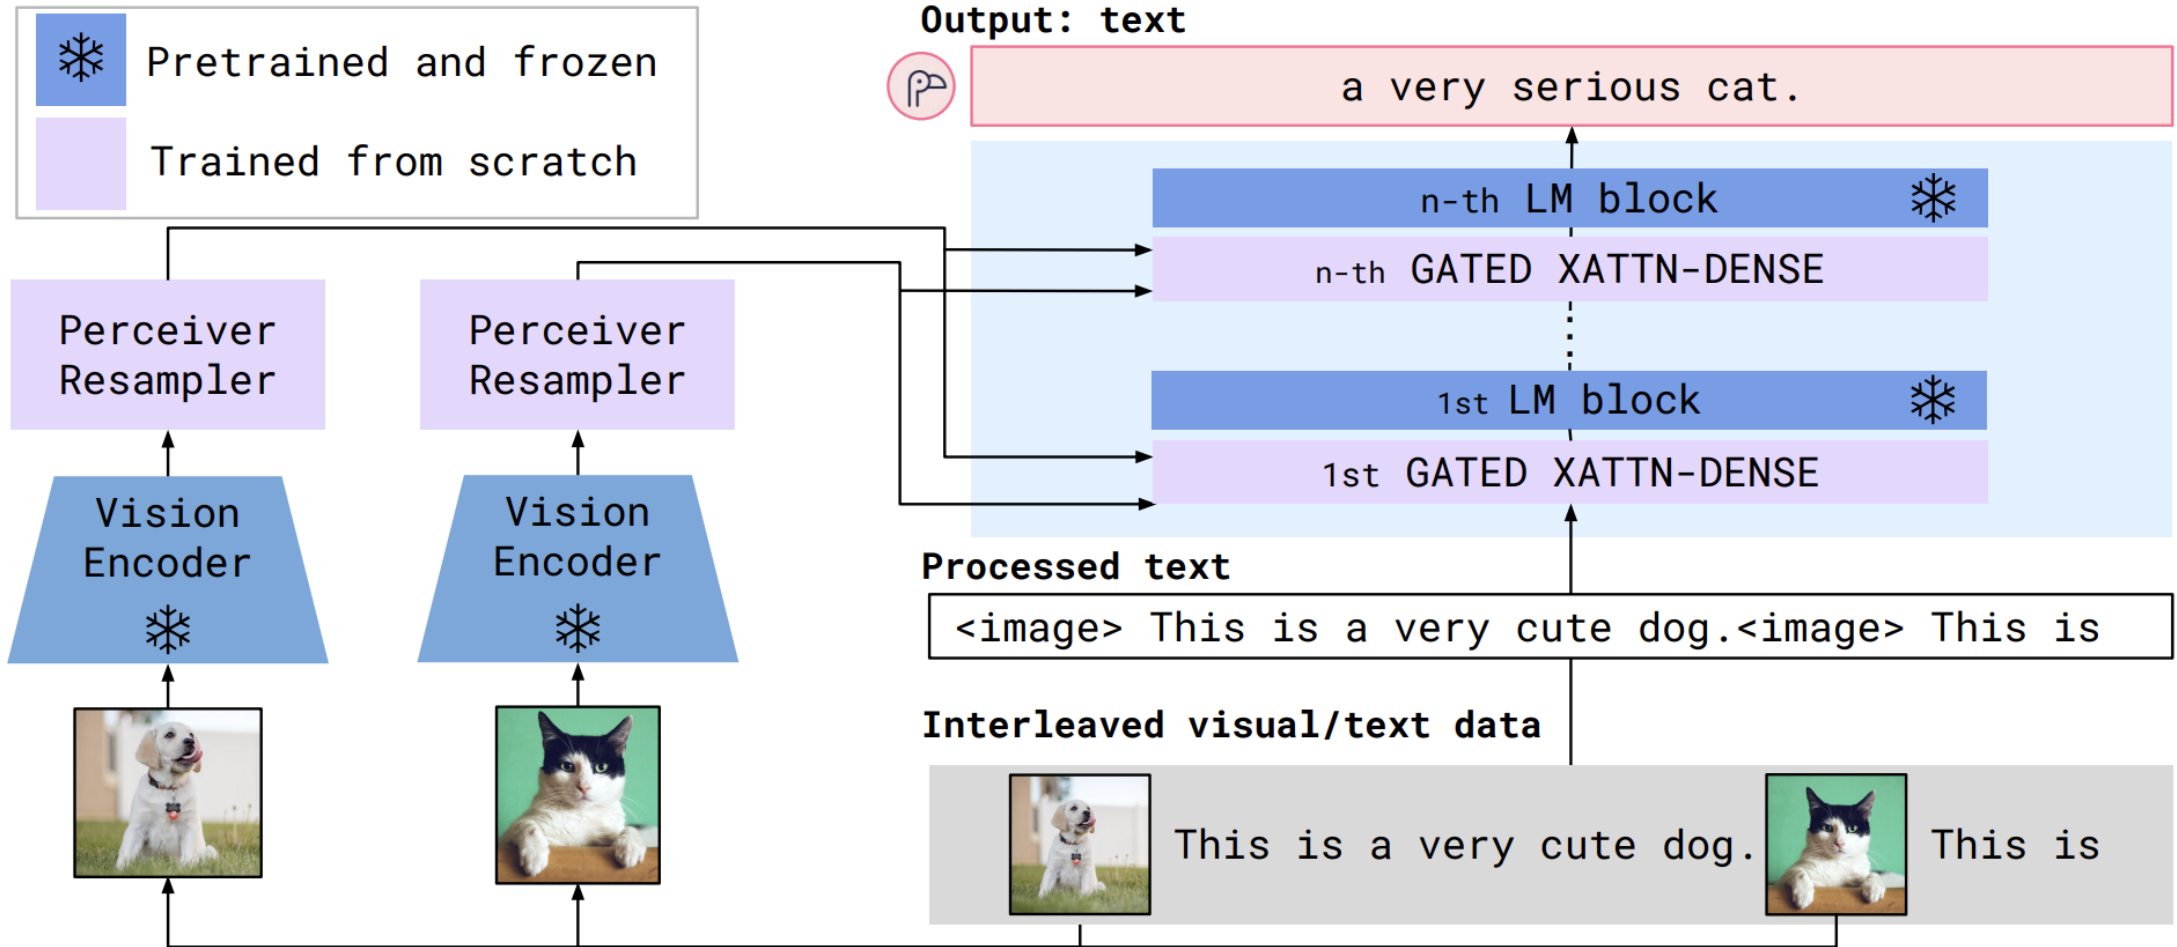 Pretrained and frozen
Trained from scratch
Perceiver
Resampler
Vision
Encoder
Perceiver
Resampler
Vision
Encoder
Output: text
a very serious cat.
n-th LM block
n-th GATED XATTN-DENSE
1st LM block
1st GATED XATTN-DENSE
Processed text
<image> This is a very cute dog.<image> This is
Interleaved visual/text data
This is a very cute dog. This is